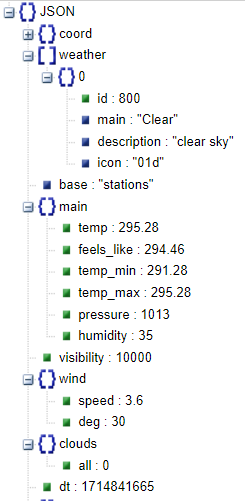 JSON
coord
weather
0
id : 800
main : "Clear"
description : "clear sky"
icon : "01d"
base : "stations"
main
temp : 295.28
feels_like : 294.46
temp_min : 291.28
temp_max : 295.28
pressure : 1013
humidity : 35
visibility : 10000
wind
speed : 3.6
deg : 30
clouds
all : 0
dt : 1714841665